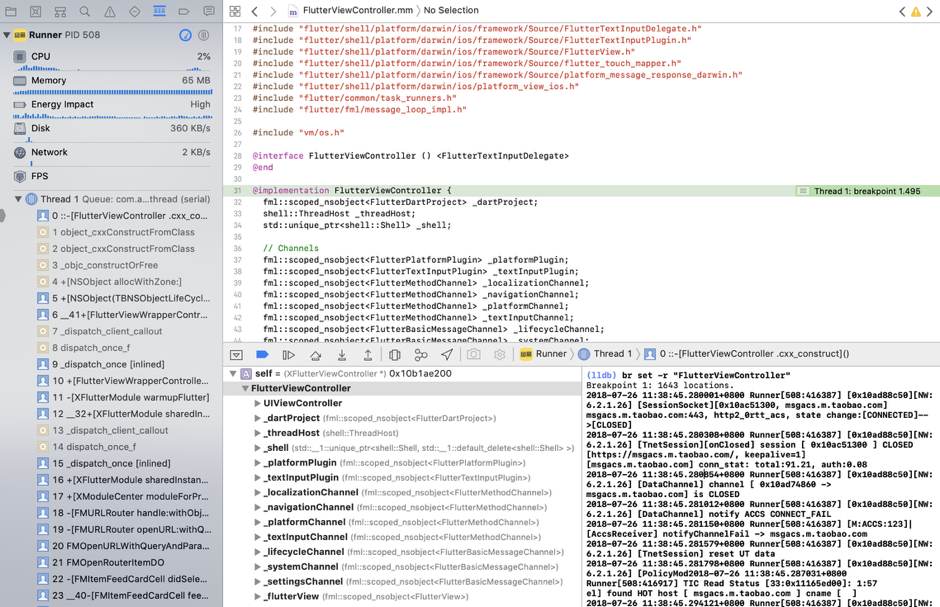 FlutterViewController.mm > No Selection
Runner PID 508
CPU 2%
Memory 65 MB
Energy Impact High
Disk 360 KB/s
Network 2 KB/s
FPS
Thread 1 Queue: com.a...thread (serial)
0 ::-[FlutterViewController .cxx_co...
1 object_cxxConstructFromClass
2 object_cxxConstructFromClass
3 _objc_constructOrFree
4 +[NSObject allocWithZone:]
5 +[NSObject(TBNSObjectLifeCycl...
6 __41+[FlutterViewWrapperContr...
7 _dispatch_client_callout
8 dispatch_once_f
9 _dispatch_once [inlined]
10 +[FlutterViewWrapperControlle...
11 -[XFlutterModule warmupFlutter]
12 __32+[XFlutterModule sharedIn...
13 _dispatch_client_callout
14 dispatch_once_f
15 _dispatch_once [inlined]
16 +[XFlutterModule sharedInstan...
17 +[XModuleCenter moduleForPr...
18 -[FMURLRouter handle:withObj...
19 -[FMURLRouter openURL:withQ...
20 FMOpenURLWithQueryAndPara...
21 FMOpenRouterItemDO
22 -[FMItemFeedCardCell didSele...
23 __40-[FMItemFeedCardCell fee...
17 #include "flutter/shell/platform/darwin/ios/framework/Source/FlutterTextInputDelegate.h"
18 #include "flutter/shell/platform/darwin/ios/framework/Source/FlutterTextInputPlugin.h"
19 #include "flutter/shell/platform/darwin/ios/framework/Source/FlutterView.h"
20 #include "flutter/shell/platform/darwin/ios/framework/Source/flutter_touch_mapper.h"
21 #include "flutter/shell/platform/darwin/ios/framework/Source/platform_message_response_darwin.h"
22 #include "flutter/shell/platform/darwin/ios/platform_view_ios.h"
23 #include "flutter/common/task_runners.h"
24 #include "flutter/fml/message_loop_impl.h"
25
26 #include "vm/os.h"
27
28 @interface FlutterViewController () <FlutterTextInputDelegate>
29 @end
30
31 @implementation FlutterViewController { Thread 1: breakpoint 1.495
32 fml::scoped_nsobject<FlutterDartProject> _dartProject;
33 shell::ThreadHost _threadHost;
34 std::unique_ptr<shell::Shell> _shell;
35
36 // Channels
37 fml::scoped_nsobject<FlutterPlatformPlugin> _platformPlugin;
38 fml::scoped_nsobject<FlutterTextInputPlugin> _textInputPlugin;
39 fml::scoped_nsobject<FlutterMethodChannel> _localizationChannel;
40 fml::scoped_nsobject<FlutterMethodChannel> _navigationChannel;
41 fml::scoped_nsobject<FlutterMethodChannel> _platformChannel;
42 fml::scoped_nsobject<FlutterMethodChannel> _textInputChannel;
43 fml::scoped_nsobject<FlutterBasicMessageChannel> _lifecycleChannel;
44 fml::scoped_nsobject<FlutterBasicMessageChannel> _systemChannel;
Runner > Thread 1 > 0 ::-[FlutterViewController .cxx_construct]()
A self = (XFlutterViewController *) 0x10b1ae200
FlutterViewController
UIViewController
_dartProject (fml::scoped_nsobject<FlutterDartProject>)
_threadHost (shell::ThreadHost)
_shell (std::__1::unique_ptr<shell::Shell, std::__1::default_delete<shell::Shell> >)
_platformPlugin (fml::scoped_nsobject<FlutterPlatformPlugin>)
_textInputPlugin (fml::scoped_nsobject<FlutterTextInputPlugin>)
_localizationChannel (fml::scoped_nsobject<FlutterMethodChannel>)
_navigationChannel (fml::scoped_nsobject<FlutterMethodChannel>)
_platformChannel (fml::scoped_nsobject<FlutterMethodChannel>)
_textInputChannel (fml::scoped_nsobject<FlutterMethodChannel>)
_lifecycleChannel (fml::scoped_nsobject<FlutterBasicMessageChannel>)
_systemChannel (fml::scoped_nsobject<FlutterBasicMessageChannel>)
_settingsChannel (fml::scoped_nsobject<FlutterBasicMessageChannel>)
_flutterView (fml::scoped_nsobject<FlutterView>)
(lldb) br set -r "FlutterViewController"
Breakpoint 1: 1643 locations.
2018-07-26 11:38:45.280001+0800 Runner[508:416387] [0x10ad88c50][NW:
6.2.1.26] [SessionSocket][0x10ac51300, msgacs.m.taobao.com]
msgacs.m.taobao.com:443, http2_0rtt_acs, state change:[CONNECTED]--
>[CLOSED]
2018-07-26 11:38:45.280308+0800 Runner[508:416387] [0x10ad88c50][NW:
6.2.1.26] [TnetSession][onClosed] session [ 0x10ac51300 ] CLOSED
[https://msgacs.m.taobao.com/, keepalive=1]
[msgacs.m.taobao.com] conn_stat: total:91.21, auth:0.08
2018-07-26 11:38:45.280854+0800 Runner[508:416387] [0x10ad88c50][NW:
6.2.1.26] [DataChannel] channel [ 0x10ad74860 ->
msgacs.m.taobao.com] is CLOSED
2018-07-26 11:38:45.281012+0800 Runner[508:416387] [0x10ad88c50][NW:
6.2.1.26] [DataChannel] notify ACCS CONNECT_FAIL
2018-07-26 11:38:45.281150+0800 Runner[508:416387] [M:ACCS:123]|
[AccsReceiver] notifyChannelFail -> msgacs.m.taobao.com
2018-07-26 11:38:45.281579+0800 Runner[508:416387] [0x10ad88c50][NW:
6.2.1.26] [TnetSession] reset UT data
2018-07-26 11:38:45.281798+0800 Runner[508:416387] [0x10ad88c50][NW:
6.2.1.26] [PolicyMod2018-07-26 11:38:45.287031+0800
Runner[508:416917] TIC Read Status [33:0x11165ed00]: 1:57
el] found HOT host [ msgacs.m.taobao.com ] cname [ ]
2018-07-26 11:38:45.294121+0800 Runner[508:416387] [0x10ad88c50][NW: